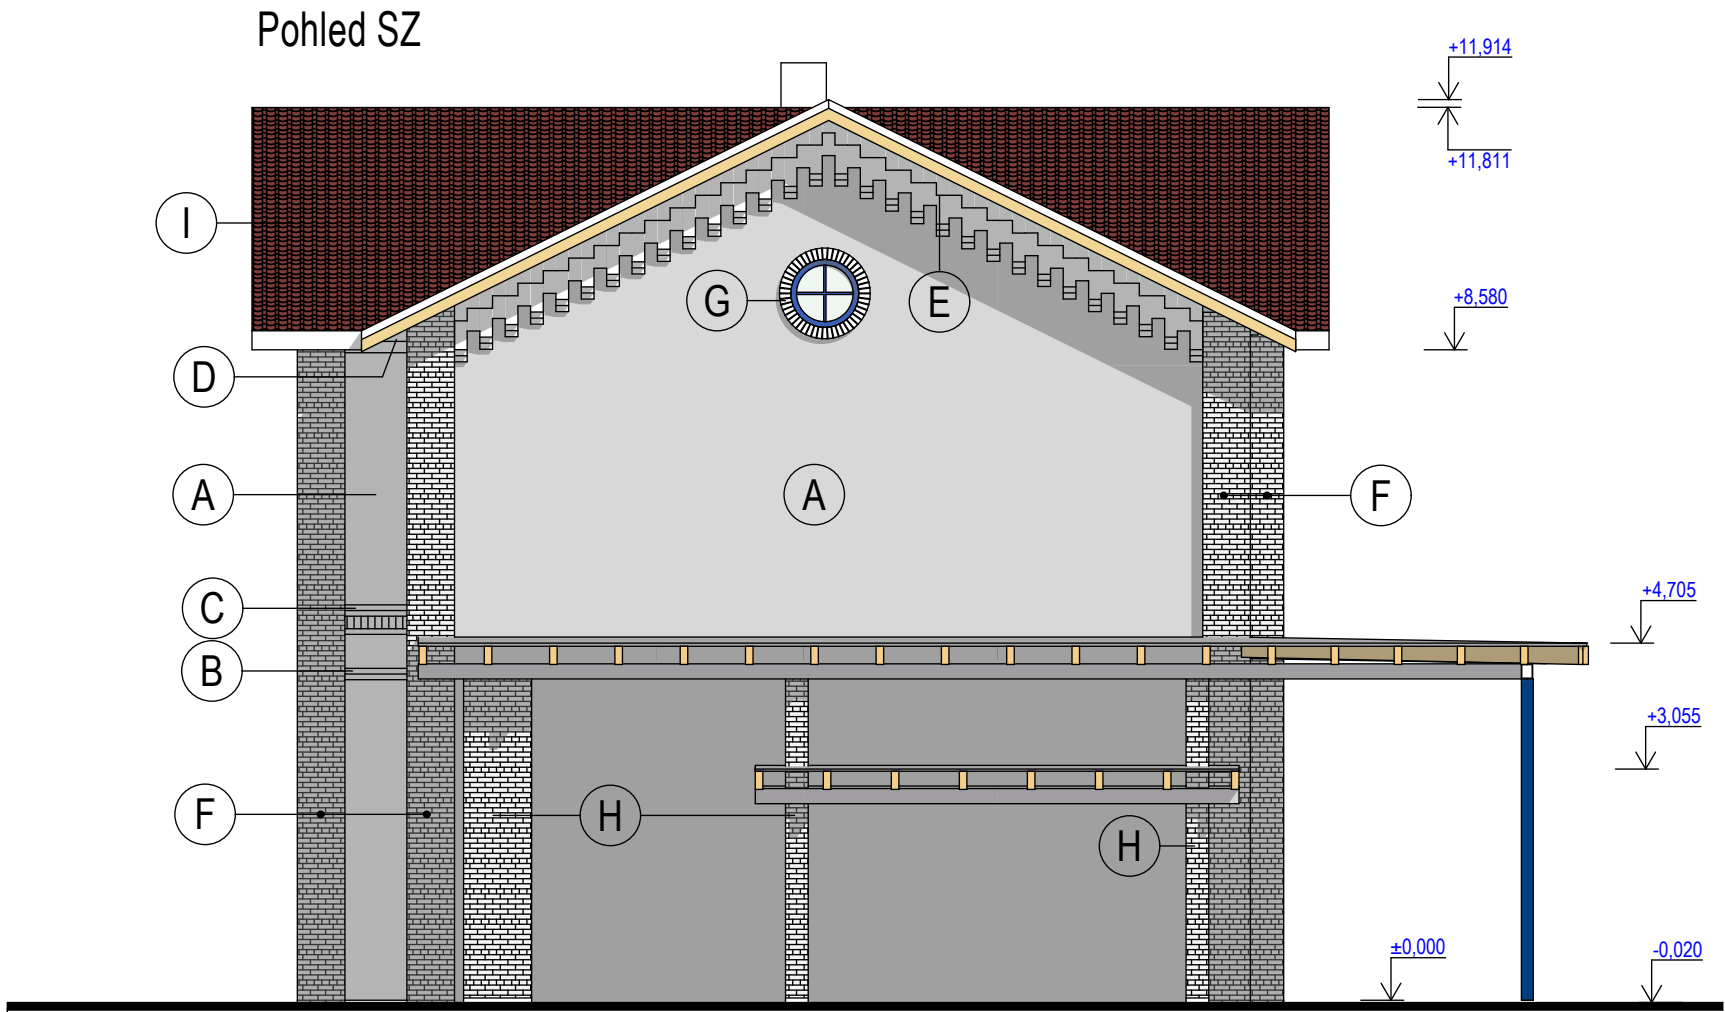 Pohled SZ
+11,914
+11,811
I
G
E
+8,580
D
A
A
F
C
+4,705
B
+3,055
F
H
H
±0,000
-0,020